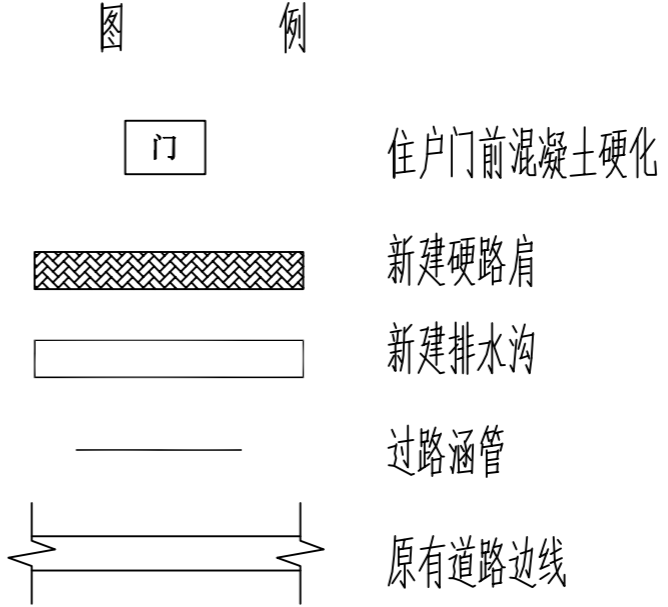 图 例
门 住户门前混凝土硬化
新建硬路肩
新建排水沟
过路涵管
原有道路边线